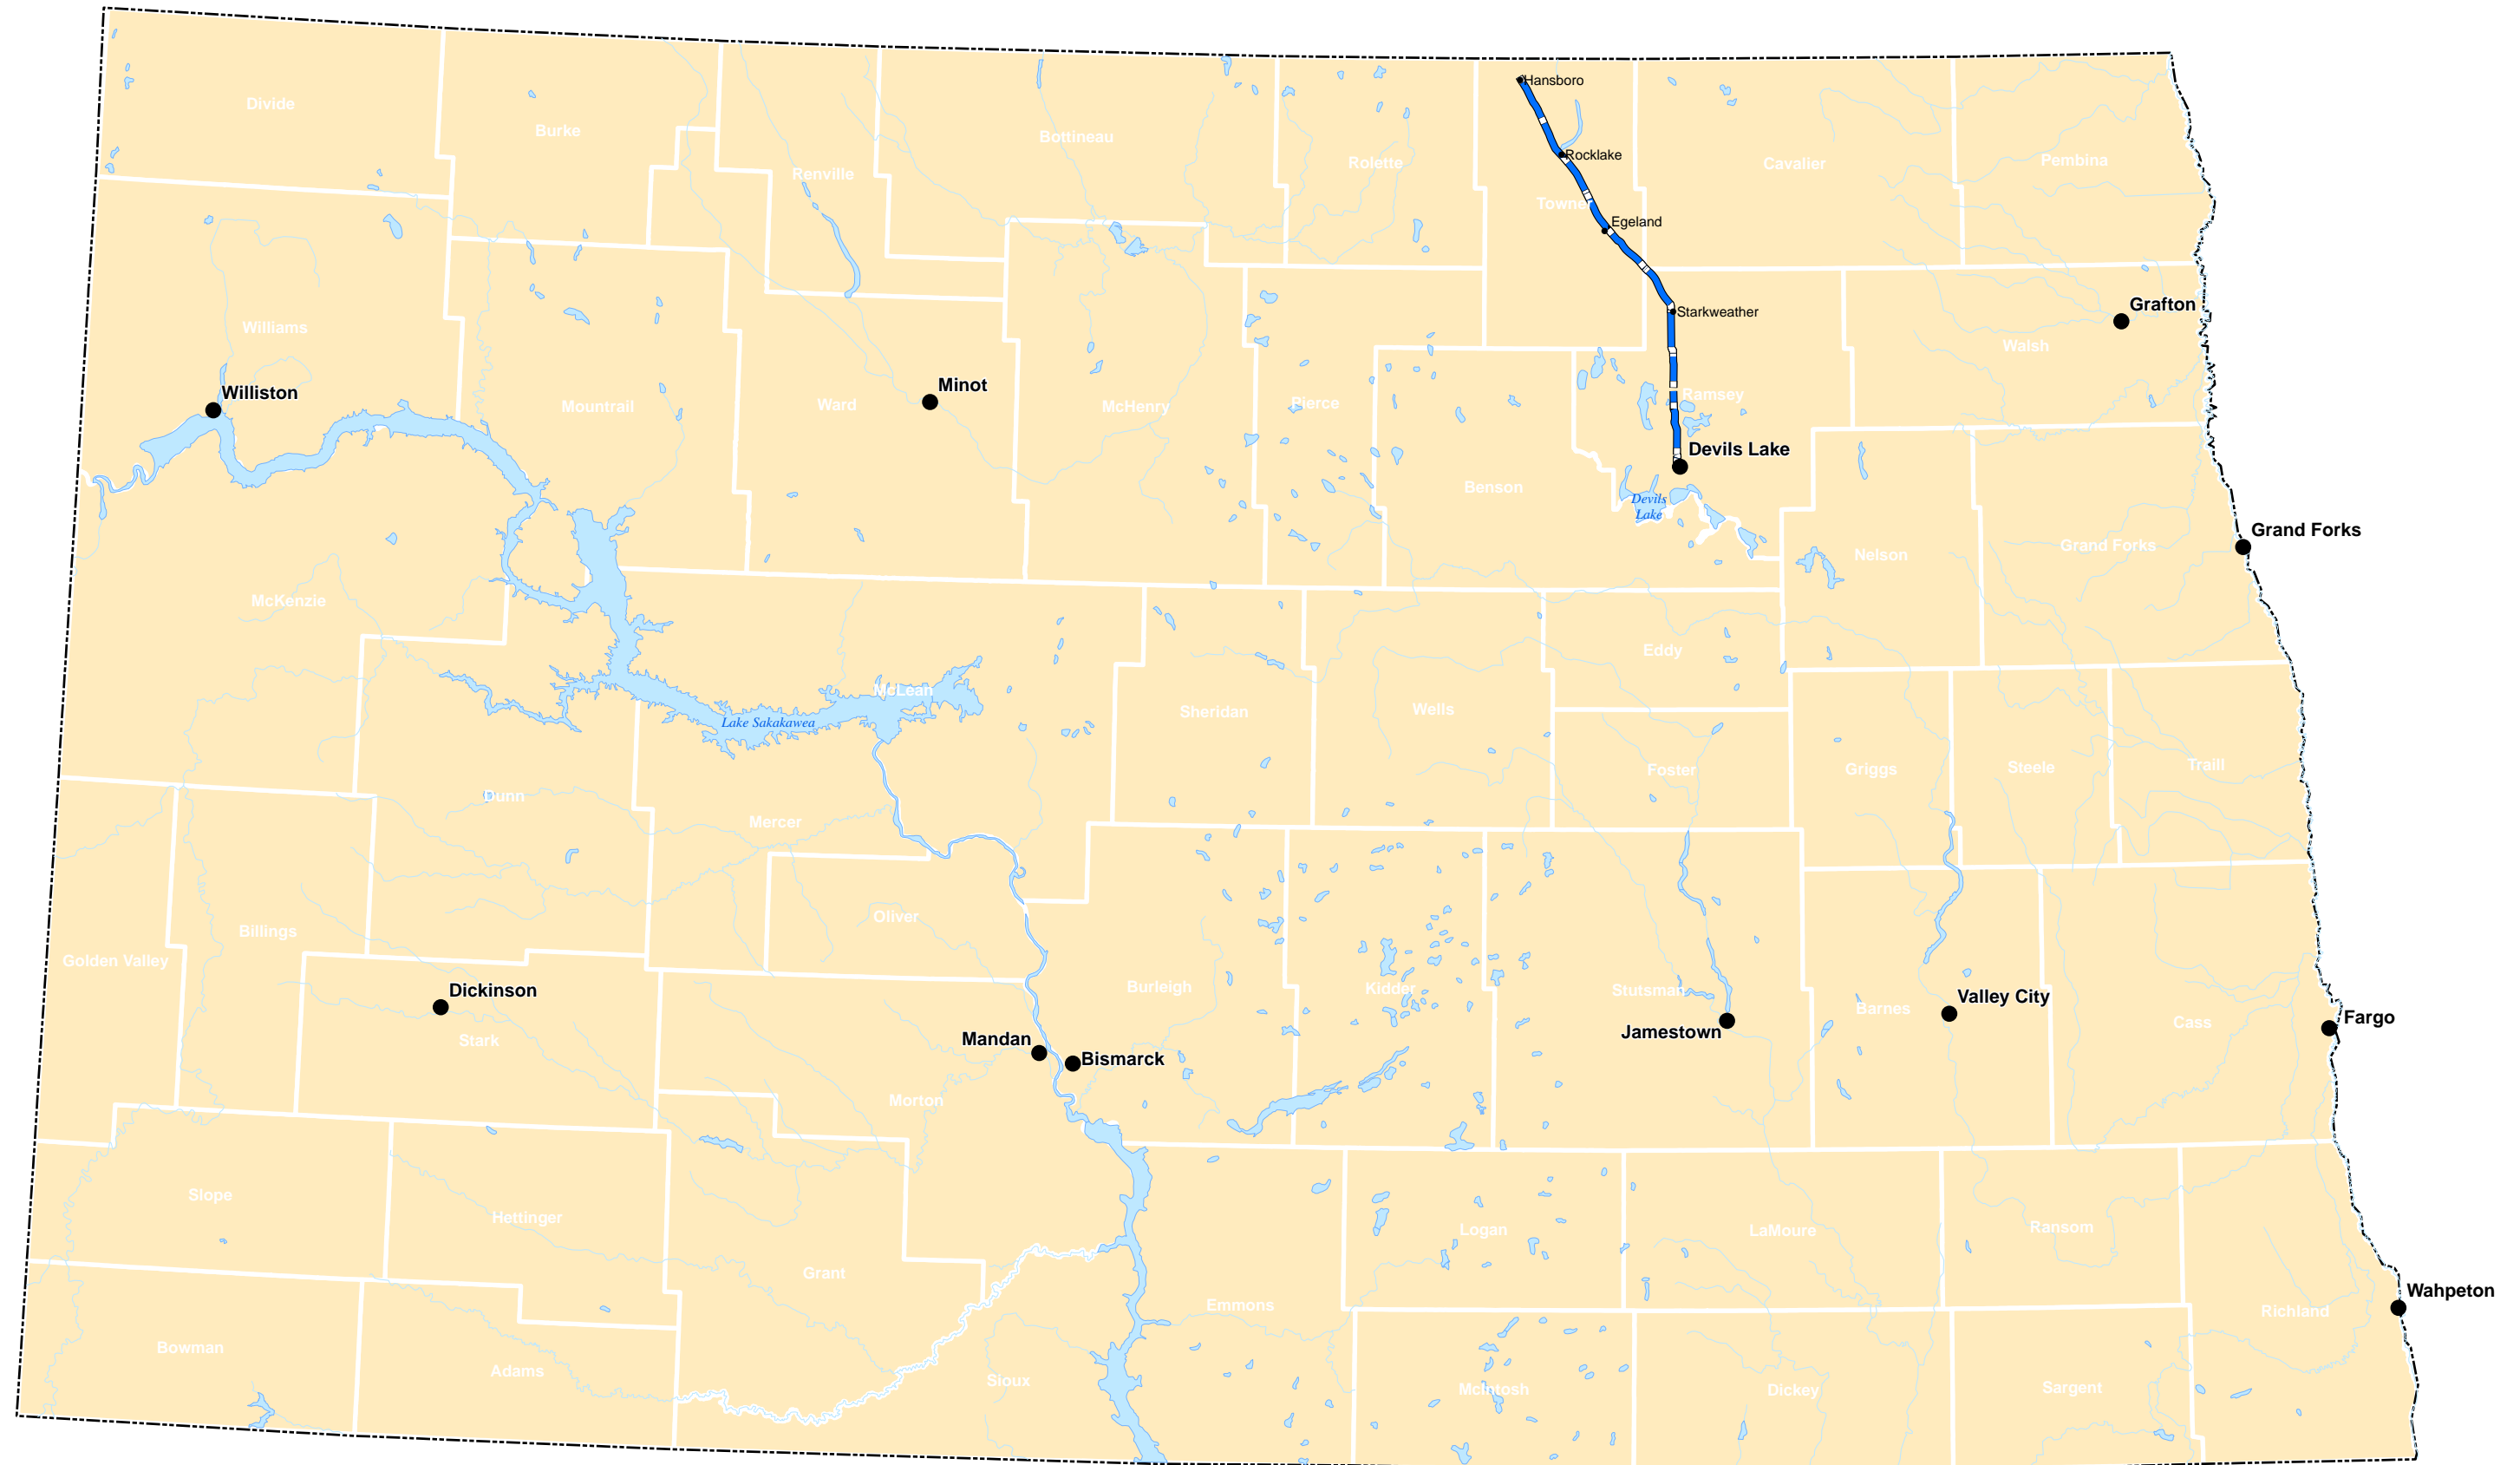 Hansboro
Divide
Burke
Bottineau
Rocklake
Rolette
Cavalier
Pembina
Renville
Towner
Egeland
Grafton
Starkweather
Williams
Walsh
Williston
Minot
Mountrail
Ward
McHenry
Pierce
Ramsey
Devils Lake
Benson
Devils
Lake
Grand Forks
Nelson
Grand Forks
McKenzie
Eddy
McLean
Lake Sakakawea
Sheridan
Wells
Foster
Griggs
Steele
Traill
Dunn
Mercer
Oliver
Billings
Golden Valley
Burleigh
Kidder
Stutsman
Dickinson
Valley City
Barnes
Fargo
Cass
Jamestown
Stark
Mandan
Bismarck
Morton
Slope
Hettinger
Logan
LaMoure
Ransom
Grant
Emmons
Wahpeton
Richland
Bowman
Adams
Sioux
McIntosh
Dickey
Sargent